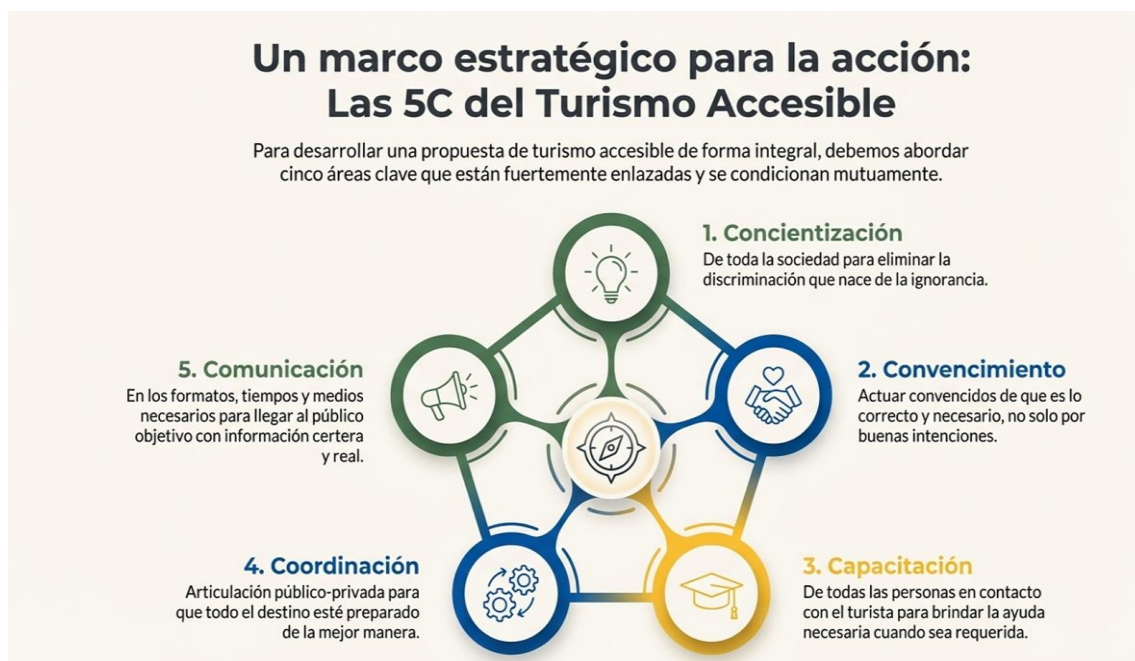 Un marco estratégico para la acción:
Las 5C del Turismo Accesible
Para desarrollar una propuesta de turismo accesible de forma integral, debemos abordar
cinco áreas clave que están fuertemente enlazadas y se condicionan mutuamente.
1. Concientización
De toda la sociedad para eliminar la
discriminación que nace de la ignorancia.
2. Convencimiento
Actuar convencidos de que es lo
correcto y necesario, no solo por
buenas intenciones.
3. Capacitación
De todas las personas en contacto
con el turista para brindar la ayuda
necesaria cuando sea requerida.
4. Coordinación
Articulación público-privada para
que todo el destino esté preparado
de la mejor manera.
5. Comunicación
En los formatos, tiempos y medios
necesarios para llegar al público
objetivo con información certera
y real.